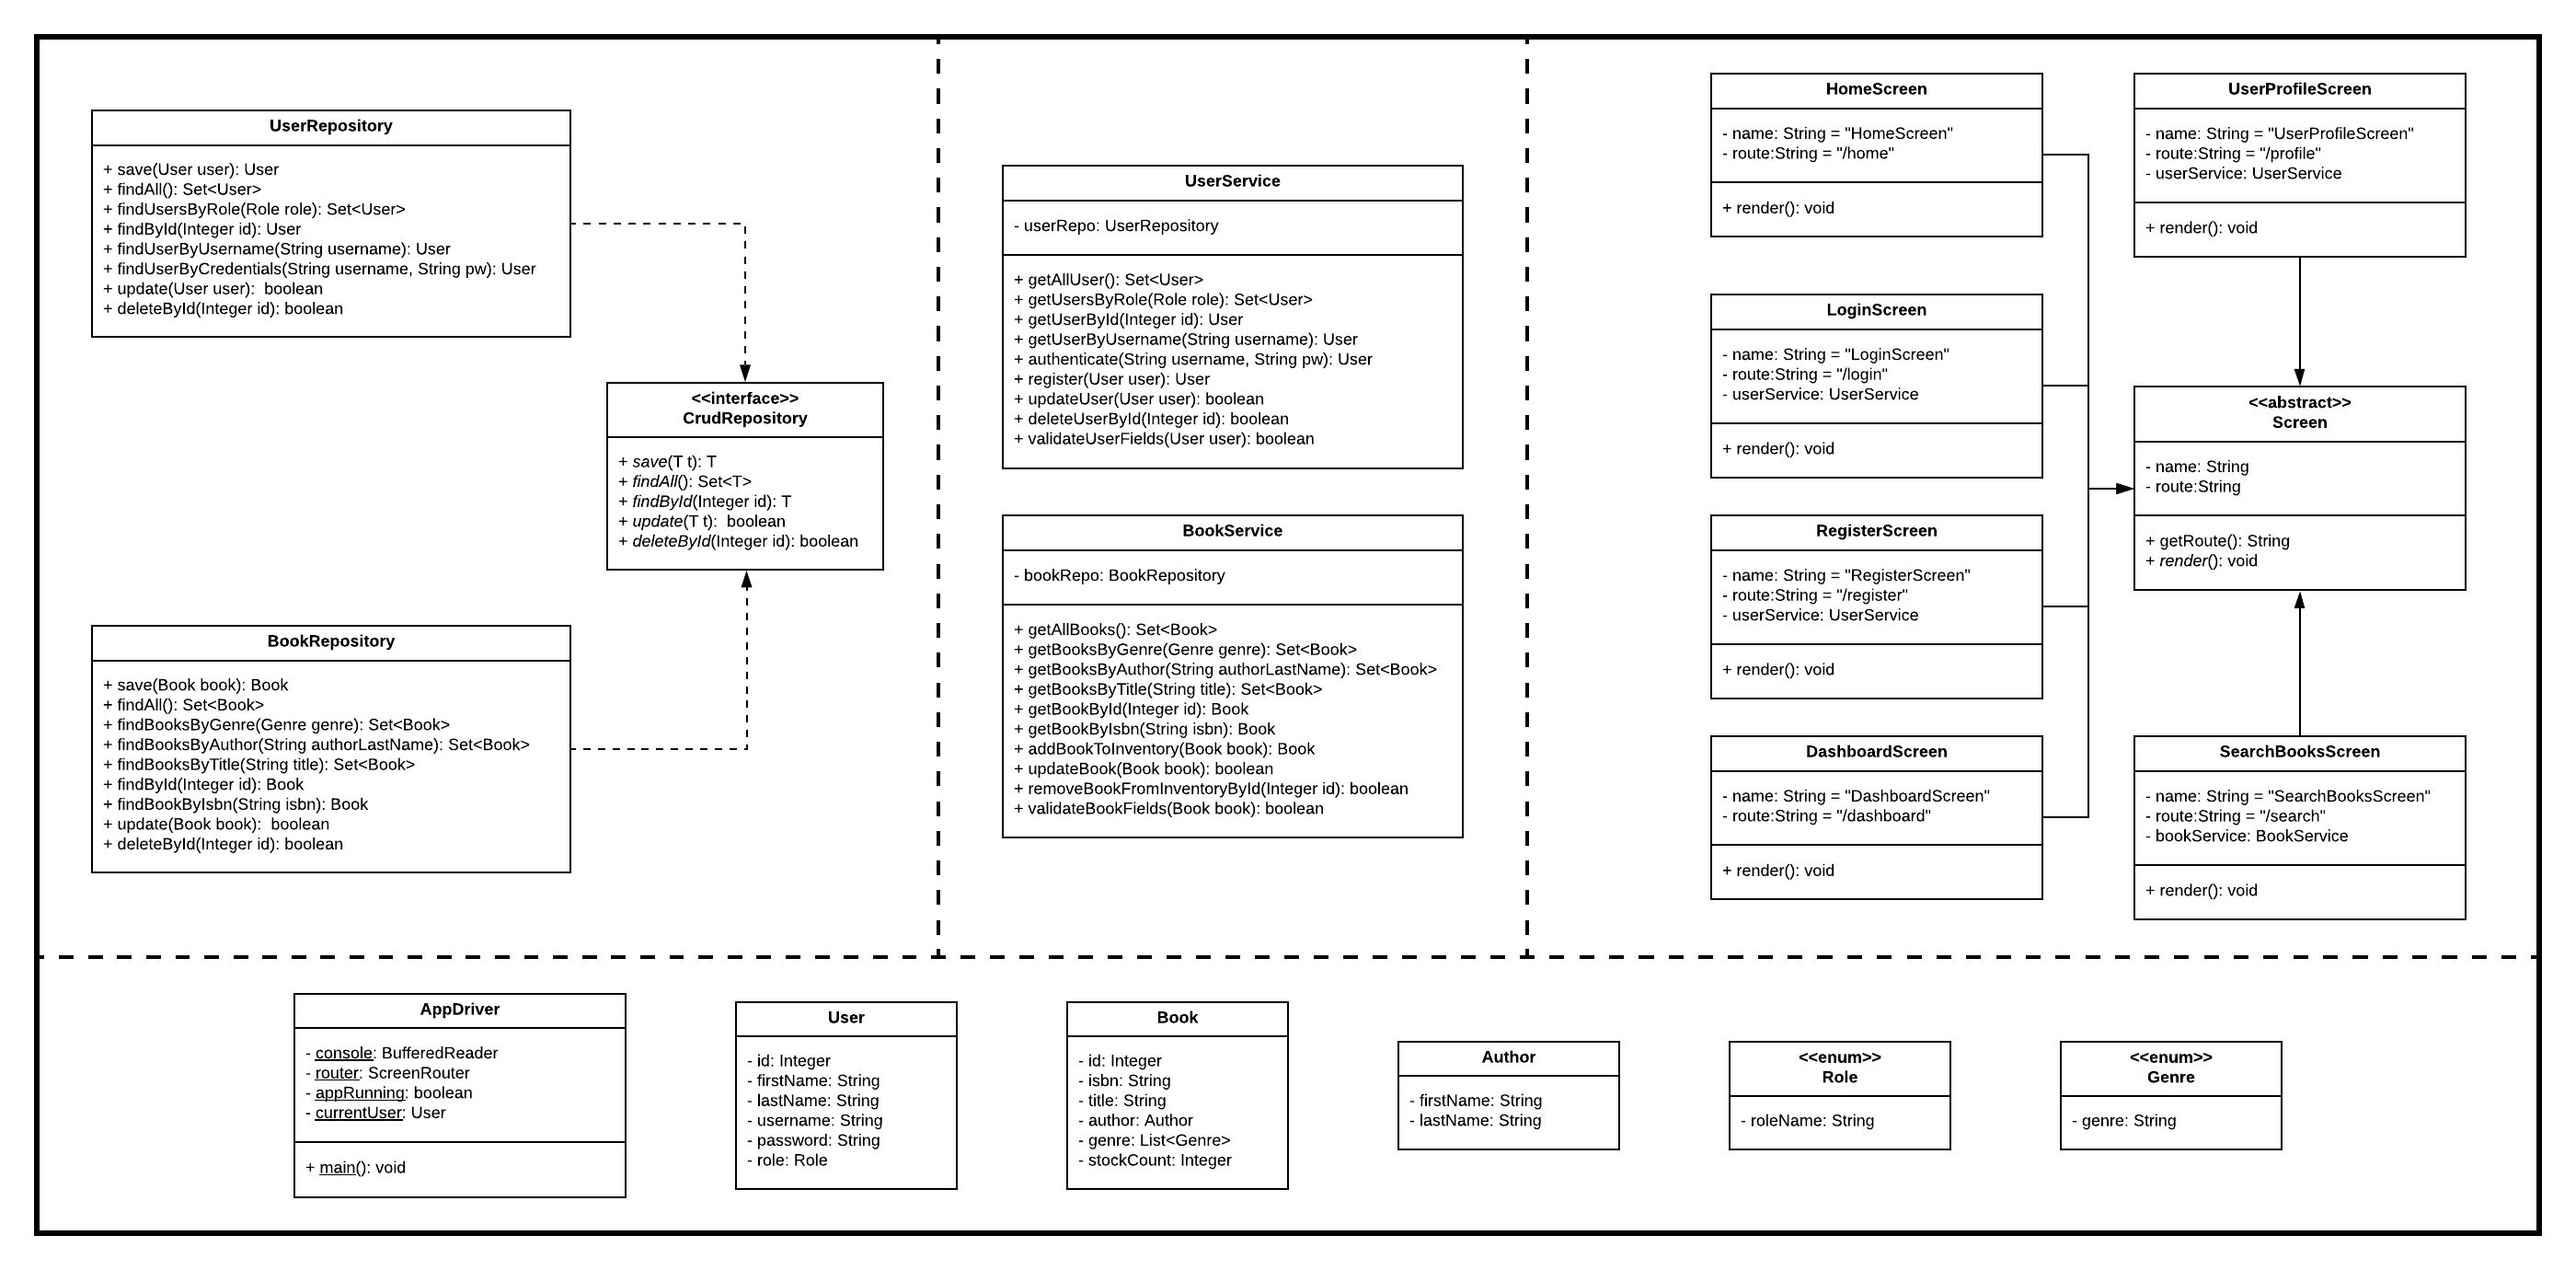 UserRepository
+ save(User user): User
+ findAll(): Set<User>
+ findUsersByRole(Role role): Set<User>
+ findById(Integer id): User
+ findUserByUsername(String username): User
+ findUserByCredentials(String username, String pw): User
+ update(User user):  boolean
+ deleteById(Integer id): boolean
<<interface>>
CrudRepository
+ save(T t): T
+ findAll(): Set<T>
+ findById(Integer id): T
+ update(T t):  boolean
+ deleteById(Integer id): boolean
BookRepository
+ save(Book book): Book
+ findAll(): Set<Book>
+ findBooksByGenre(Genre genre): Set<Book>
+ findBooksByAuthor(String authorLastName): Set<Book>
+ findBooksByTitle(String title): Set<Book>
+ findById(Integer id): Book
+ findBookByIsbn(String isbn): Book
+ update(Book book):  boolean
+ deleteById(Integer id): boolean
UserService
- userRepo: UserRepository
+ getAllUser(): Set<User>
+ getUsersByRole(Role role): Set<User>
+ getUserById(Integer id): User
+ getUserByUsername(String username): User
+ authenticate(String username, String pw): User
+ register(User user): User
+ updateUser(User user): boolean
+ deleteUserById(Integer id): boolean
+ validateUserFields(User user): boolean
BookService
- bookRepo: BookRepository
+ getAllBooks(): Set<Book>
+ getBooksByGenre(Genre genre): Set<Book>
+ getBooksByAuthor(String authorLastName): Set<Book>
+ getBooksByTitle(String title): Set<Book>
+ getBookById(Integer id): Book
+ getBookByIsbn(String isbn): Book
+ addBookToInventory(Book book): Book
+ updateBook(Book book): boolean
+ removeBookFromInventoryById(Integer id): boolean
+ validateBookFields(Book book): boolean
HomeScreen
- name: String = "HomeScreen"
- route:String = "/home"
+ render(): void
LoginScreen
- name: String = "LoginScreen"
- route:String = "/login"
- userService: UserService
+ render(): void
RegisterScreen
- name: String = "RegisterScreen"
- route:String = "/register"
- userService: UserService
+ render(): void
DashboardScreen
- name: String = "DashboardScreen"
- route:String = "/dashboard"
+ render(): void
UserProfileScreen
- name: String = "UserProfileScreen"
- route:String = "/profile"
- userService: UserService
+ render(): void
<<abstract>>
Screen
- name: String
- route:String
+ getRoute(): String
+ render(): void
SearchBooksScreen
- name: String = "SearchBooksScreen"
- route:String = "/search"
- bookService: BookService
+ render(): void
AppDriver
- console: BufferedReader
- router: ScreenRouter
- appRunning: boolean
- currentUser: User
+ main(): void
User
- id: Integer
- firstName: String
- lastName: String
- username: String
- password: String
- role: Role
Book
- id: Integer
- isbn: String
- title: String
- author: Author
- genre: List<Genre>
- stockCount: Integer
Author
- firstName: String
- lastName: String
<<enum>>
Role
- roleName: String
<<enum>>
Genre
- genre: String